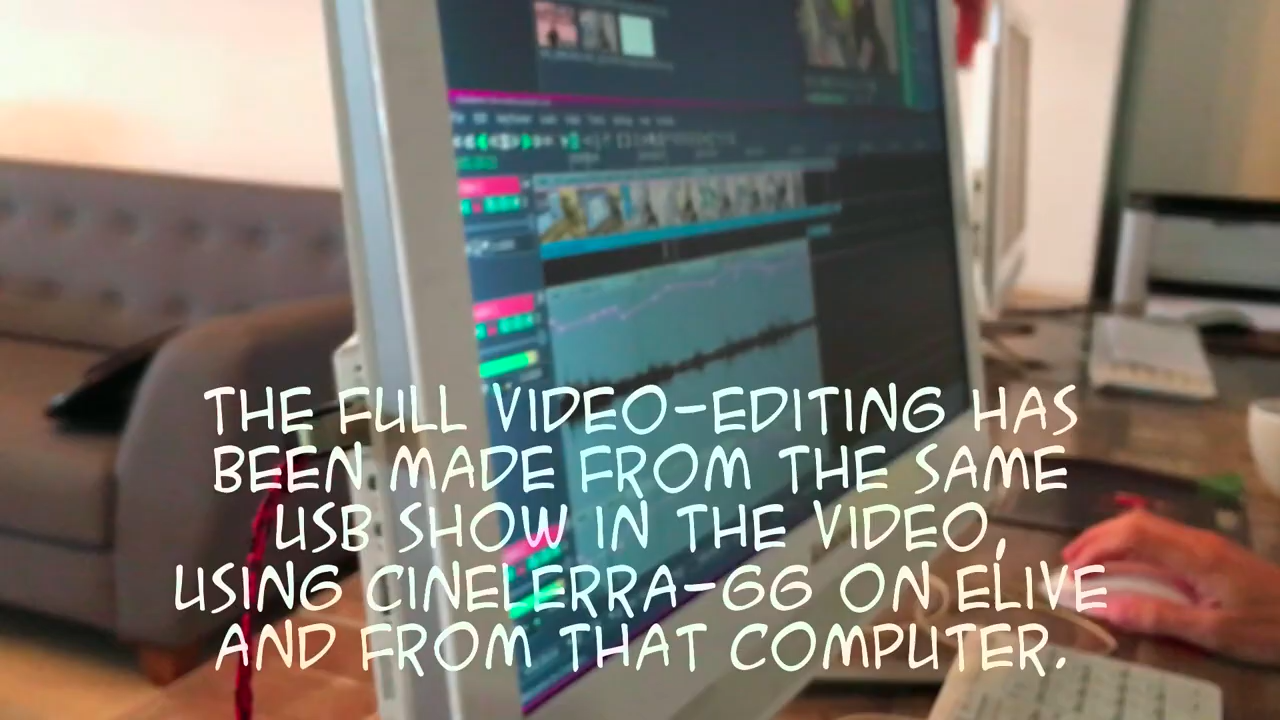 THE FULL VIDEO-EDITING HAS
BEEN MADE FROM THE SAME
USB SHOW IN THE VIDEO,
USING CINELERRA-GG ON ELIVE
AND FROM THAT COMPUTER.